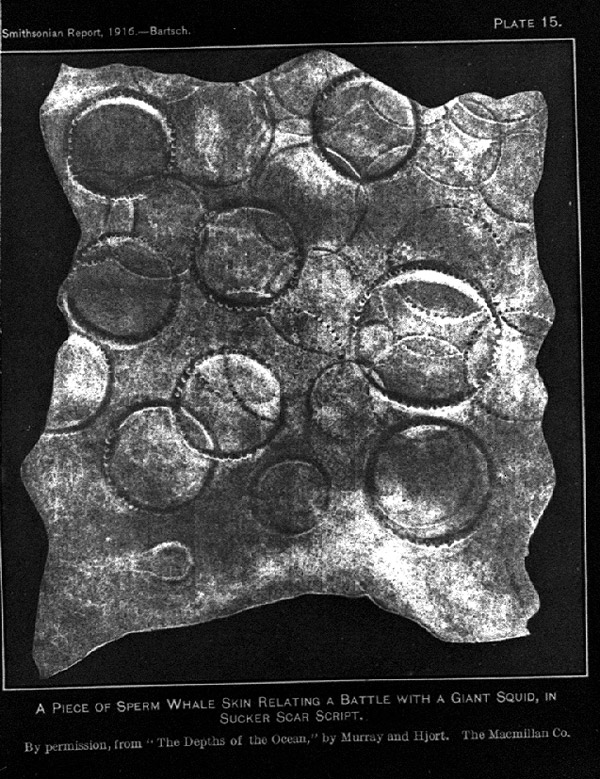 Smithsonian Report, 1916.—Bartsch.
PLATE 15.
A PIECE OF SPERM WHALE SKIN RELATING A BATTLE WITH A GIANT SQUID, IN
SUCKER SCAR SCRIPT.
By permission, from "The Depths of the Ocean," by Murray and Hjort. The Macmillan Co.